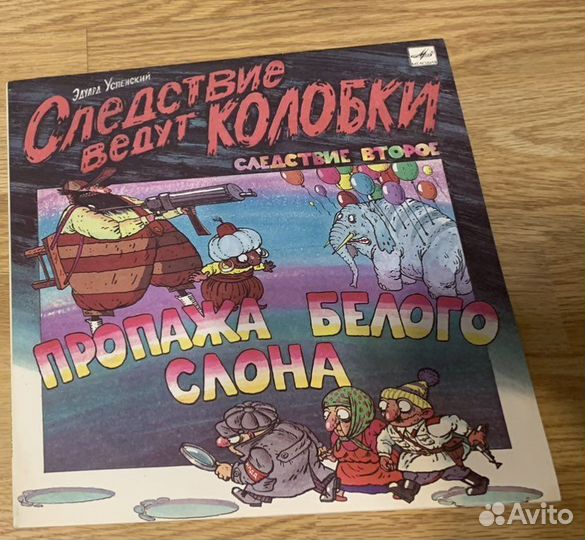 Эдуард Успенский
Следствие
ведут КОЛОБКИ
СЛЕДСТВИЕ ВТОРОЕ
ПРОПАЖА БЕЛОГО
СЛОНА
Avito